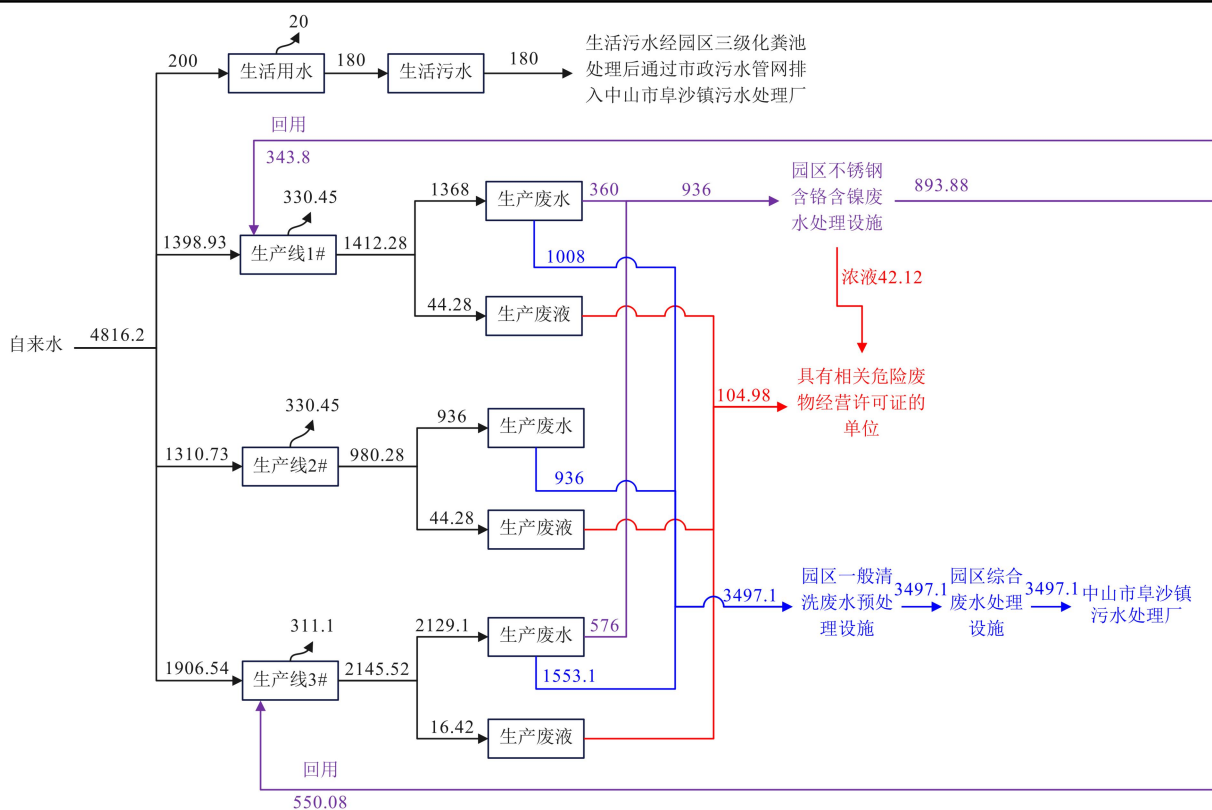 20
200
生活用水
180
生活污水
180
生活污水经园区三级化粪池
处理后通过市政污水管网排
入中山市阜沙镇污水处理厂
回用
343.8
330.45
1398.93
生产线1#
1412.28
1368
生产废水
360
936
园区不锈钢
含铬含镍废
水处理设施
893.88
1008
浓液42.12
44.28
生产废液
自来水
4816.2
具有相关危险废
物经营许可证的
单位
104.98
330.45
1310.73
生产线2#
980.28
936
生产废水
936
44.28
生产废液
3497.1
园区一般清
洗废水预处
理设施
3497.1
园区综合
废水处理
设施
3497.1
中山市阜沙镇
污水处理厂
311.1
1906.54
生产线3#
2145.52
2129.1
生产废水
576
1553.1
16.42
生产废液
回用
550.08